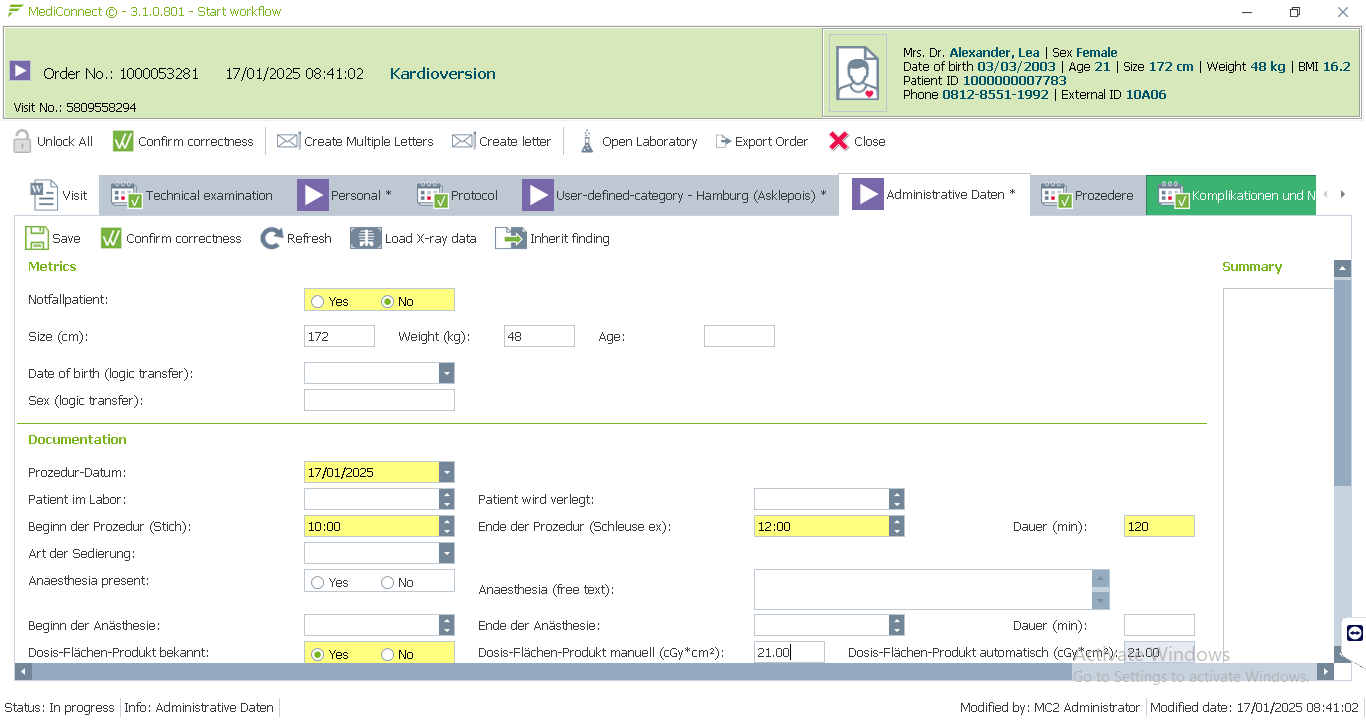 MediConnect © - 3.1.0.801 - Start workflow
Order No.: 1000053281 17/01/2025 08:41:02 Kardioversion
Visit No.: 5809558294
Mrs. Dr. Alexander, Lea | Sex Female
Date of birth 03/03/2003 | Age 21 | Size 172 cm | Weight 48 kg | BMI 16.2
Patient ID 1000000007783
Phone 0812-8551-1992 | External ID 10A06
Unlock All Confirm correctness Create Multiple Letters Create letter Open Laboratory Export Order Close
Visit Technical examination Personal * Protocol User-defined-category - Hamburg (Asklepois) * Administrative Daten * Prozedere Komplikationen und N
Save Confirm correctness Refresh Load X-ray data Inherit finding
Metrics Summary
Notfallpatient: Yes No
Size (cm): 172 Weight (kg): 48 Age:
Date of birth (logic transfer):
Sex (logic transfer):
Documentation
Prozedur-Datum: 17/01/2025
Patient im Labor: Patient wird verlegt:
Beginn der Prozedur (Stich): 10:00 Ende der Prozedur (Schleuse ex): 12:00 Dauer (min): 120
Art der Sedierung:
Anaesthesia present: Yes No Anaesthesia (free text):
Beginn der Anästhesie: Ende der Anästhesie: Dauer (min):
Dosis-Flächen-Produkt bekannt: Yes No Dosis-Flächen-Produkt manuell (cGy*cm²): 21.00 Dosis-Flächen-Produkt automatisch (cGy*cm²): 21.00
Activate Windows
Go to Settings to activate Windows.
Status: In progress Info: Administrative Daten Modified by: MC2 Administrator Modified date: 17/01/2025 08:41:02